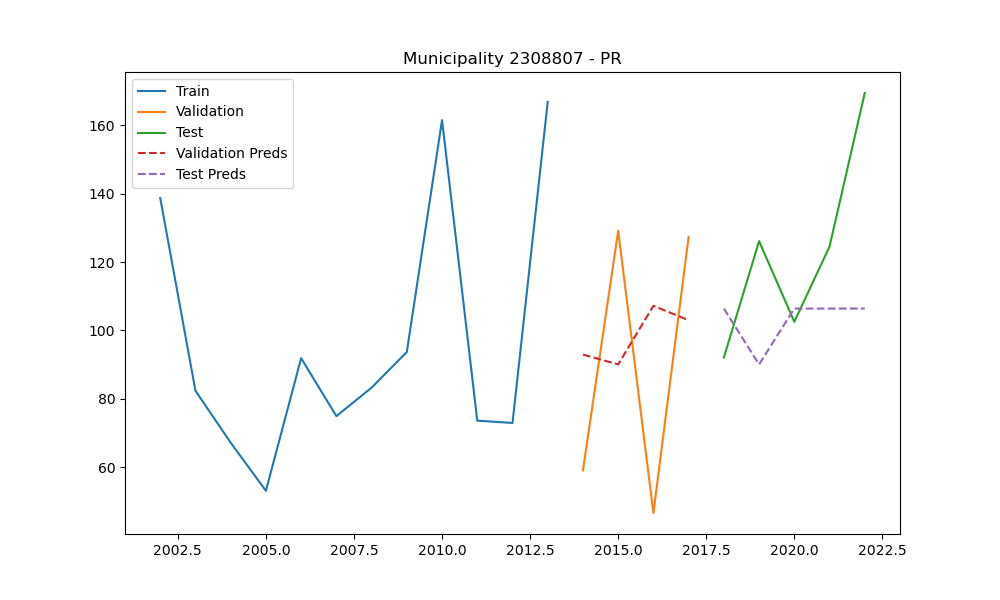 Municipality 2308807 - PR
Train
Validation
Test
Validation Preds
Test Preds
160
140
120
100
80
60
2002.5 2005.0 2007.5 2010.0 2012.5 2015.0 2017.5 2020.0 2022.5